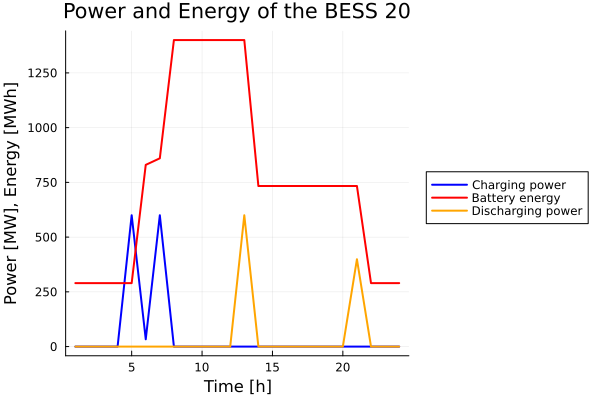 Power and Energy of the BESS 20
Power [MW], Energy [MWh]
1250
1000
750
500
250
0
5
10
15
20
Time [h]
Charging power
Battery energy
Discharging power